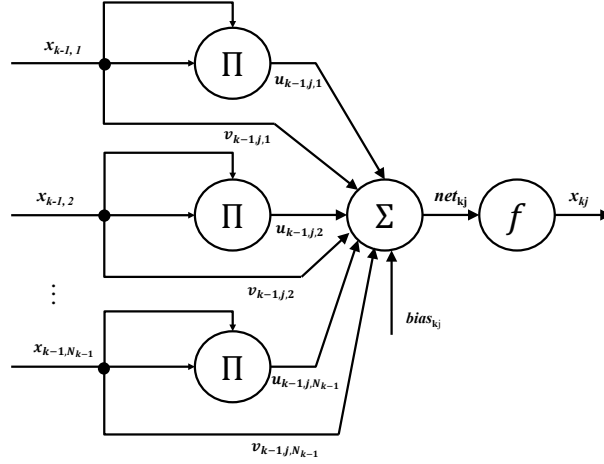 x_{k-1, 1}
∏
u_{k−1,j,1}
v_{k−1,j,1}
x_{k-1, 2}
∏
u_{k−1,j,2}
v_{k−1,j,2}
Σ
net_{kj}
f
x_{kj}
⋮
bias_{kj}
x_{k−1,N_{k−1}}
∏
u_{k−1,j,N_{k−1}}
v_{k−1,j,N_{k−1}}